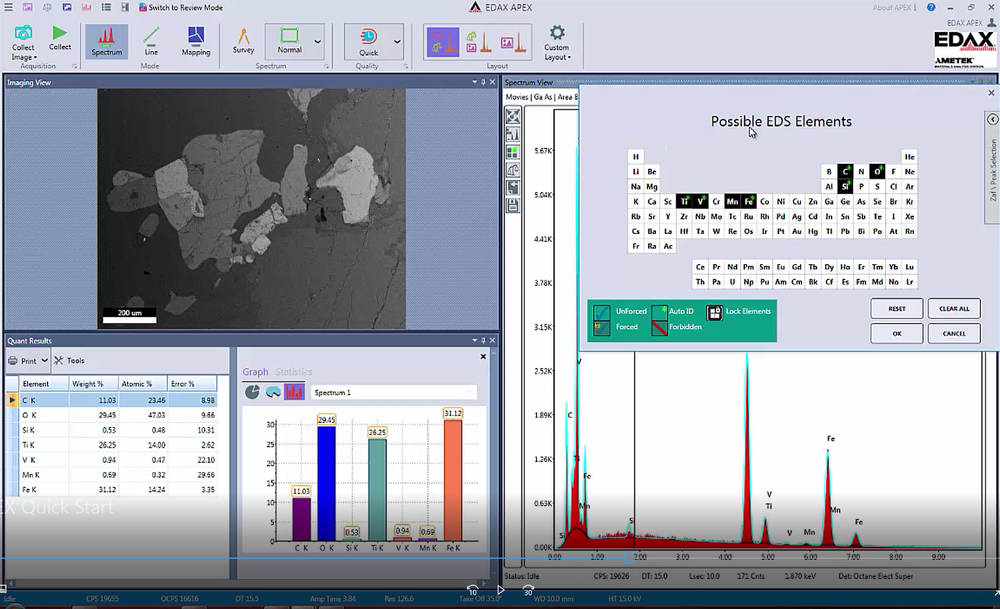 Switch to Review Mode
EDAX APEX
About APEX
EDAX APEX
Collect Image
Collect
Spectrum
Line
Mapping
Survey
Normal
Quick
Custom Layout
Acquisition
Mode
Spectrum
Quality
Layout
EDAX
AMETEK
MATERIALS ANALYSIS DIVISION
Imaging View
200 um
Spectrum View
Movies | Ga As | Area 8
Possible EDS Elements
Zaf \ Peak Selection
H He
Li Be B C N O F Ne
Na Mg Al Si P S Cl Ar
K Ca Sc Ti V Cr Mn Fe Co Ni Cu Zn Ga Ge As Se Br Kr
Rb Sr Y Zr Nb Mo Tc Ru Rh Pd Ag Cd In Sn Sb Te I Xe
Cs Ba La Hf Ta W Re Os Ir Pt Au Hg Tl Pb Bi Po At Rn
Fr Ra Ac
Ce Pr Nd Pm Sm Eu Gd Tb Dy Ho Er Tm Yb Lu
Th Pa U Np Pu Am Cm Bk Cf Es Fm Md No Lr
UnForced Auto ID Lock Elements
Forced Forbidden
RESET CLEAR ALL
OK CANCEL
Quant Results
Print Tools
Element Weight % Atomic % Error %
C K 11.03 23.46 8.98
O K 29.45 47.03 9.66
Si K 0.53 0.48 10.31
Ti K 26.25 14.00 2.62
V K 0.94 0.47 22.10
Mn K 0.69 0.32 29.66
Fe K 31.12 14.24 3.35
EX Quick Start
Graph Statistics
Spectrum 1
30
25
20
15
10
5
0
11.03 29.45 0.53 26.25 0.94 0.69 31.12
C K O K Si K Ti K V K Mn K Fe K
5.67K
5.04K
4.41K
3.78K
3.15K
2.52K
1.89K
1.26K
0.63K
0.00K
V
C
Ti
Fe
Mn
Si
Si
V
Ti
V
Mn
Fe
Mn
Fe
0.00 1.00 2.00 3.00 4.00 5.00 6.00 7.00 8.00 9.00
Status: Idle CPS: 19626 DT: 15.0 Lsec: 10.0 171 Cnts 1.870 keV Det: Octane Elect Super
10 30
Idle CPS 19655 OCPS 16616 DT 15.5 Amp Time 3.84 Res 126.6 Take Off 35.0° WD 10.0 mm HT 15.0 kV